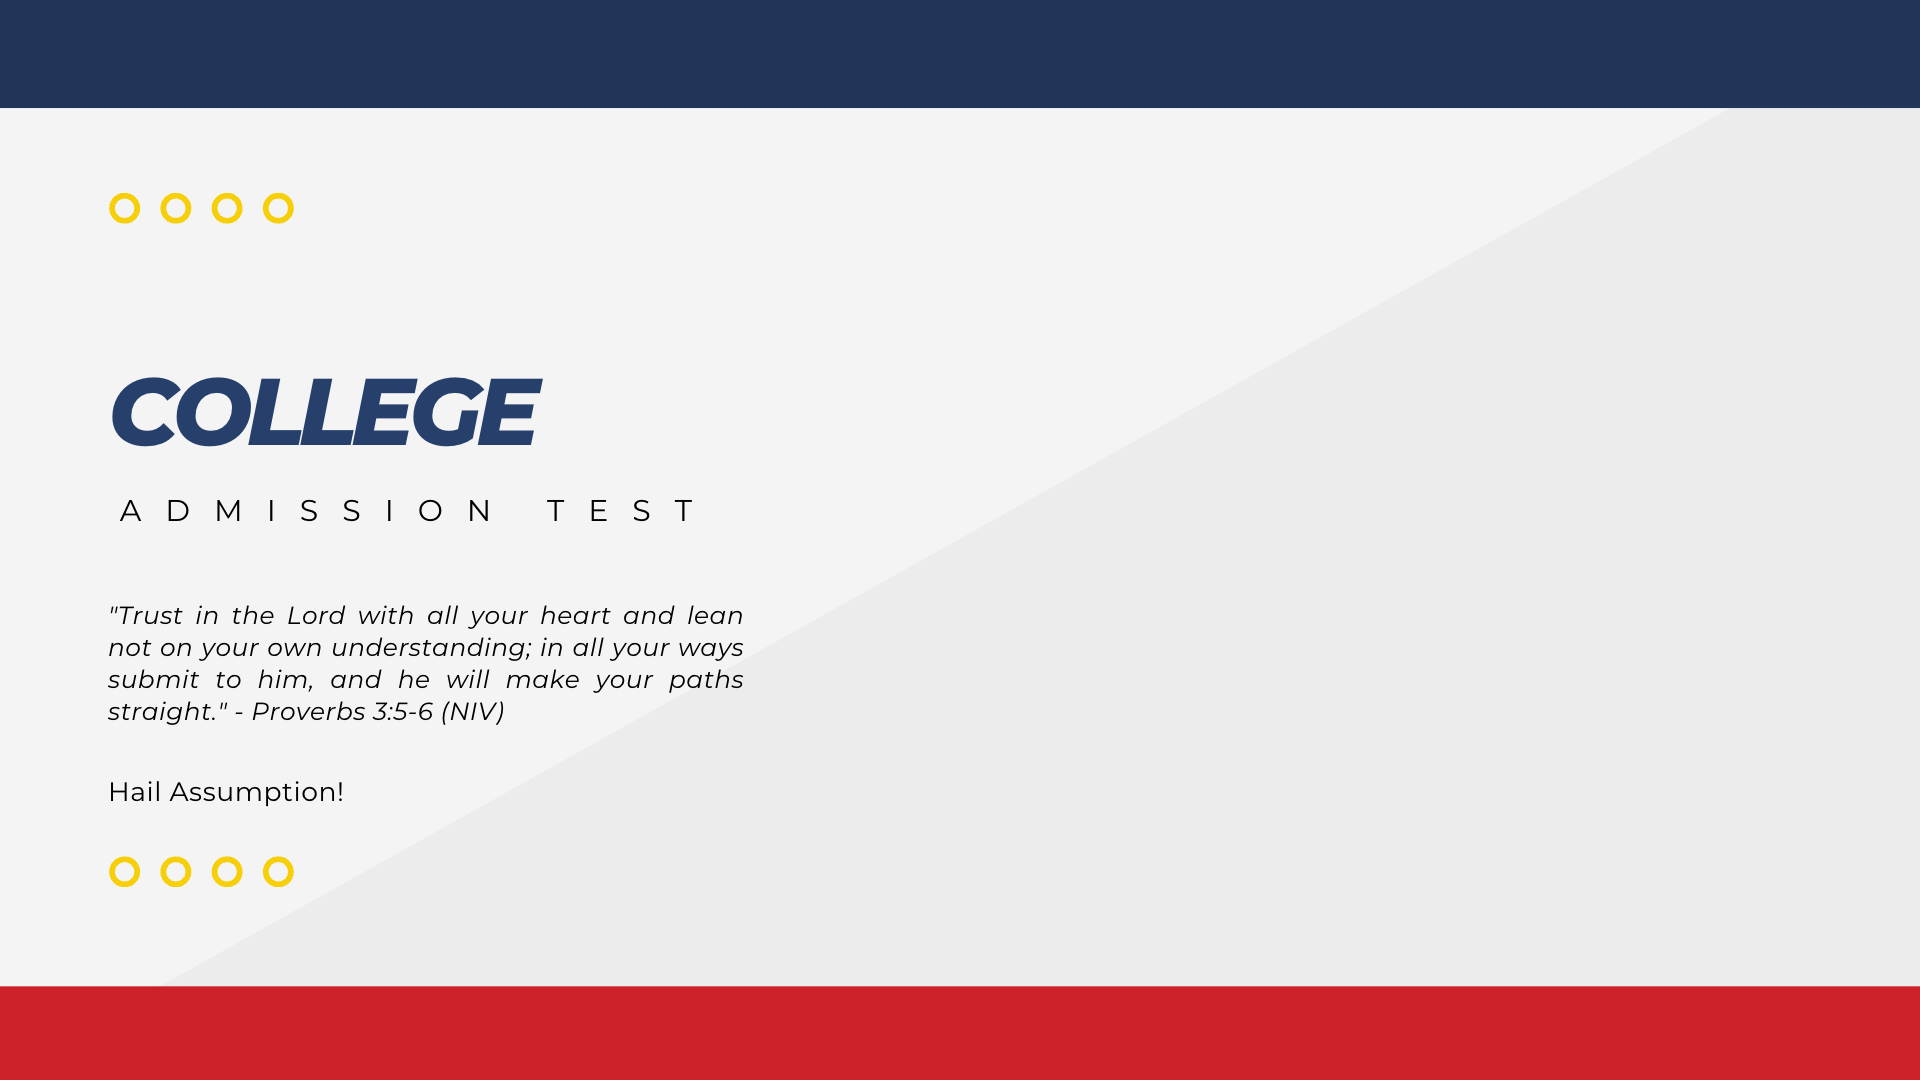 COLLEGE
ADMISSION TEST
"Trust in the Lord with all your heart and lean
not on your own understanding; in all your ways
submit to him, and he will make your paths
straight." - Proverbs 3:5-6 (NIV)
Hail Assumption!